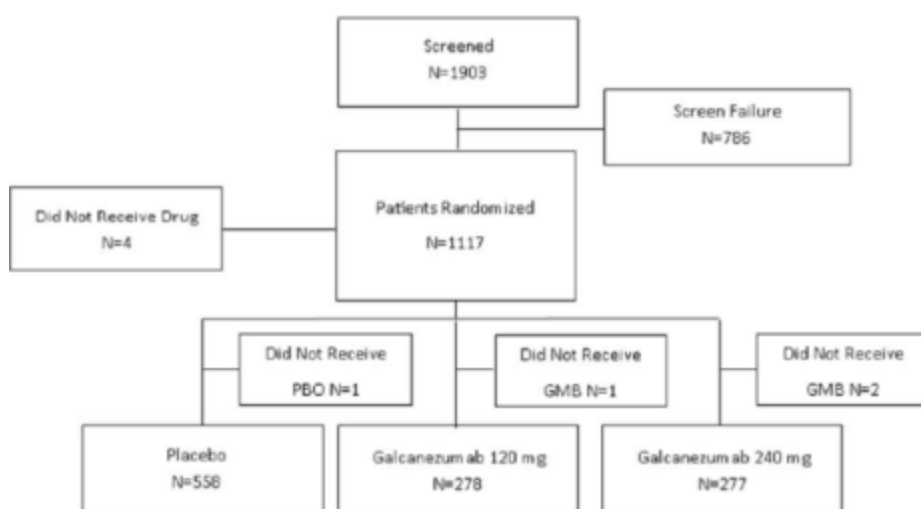 Screened
N=1903
Screen Failure
N=786
Patients Randomized
N=1117
Did Not Receive Drug
N=4
Did Not Receive
PBO N=1
Did Not Receive
GMB N=1
Did Not Receive
GMB N=2
Placebo
N=558
Galcanezumab 120 mg
N=278
Galcanezumab 240 mg
N=277